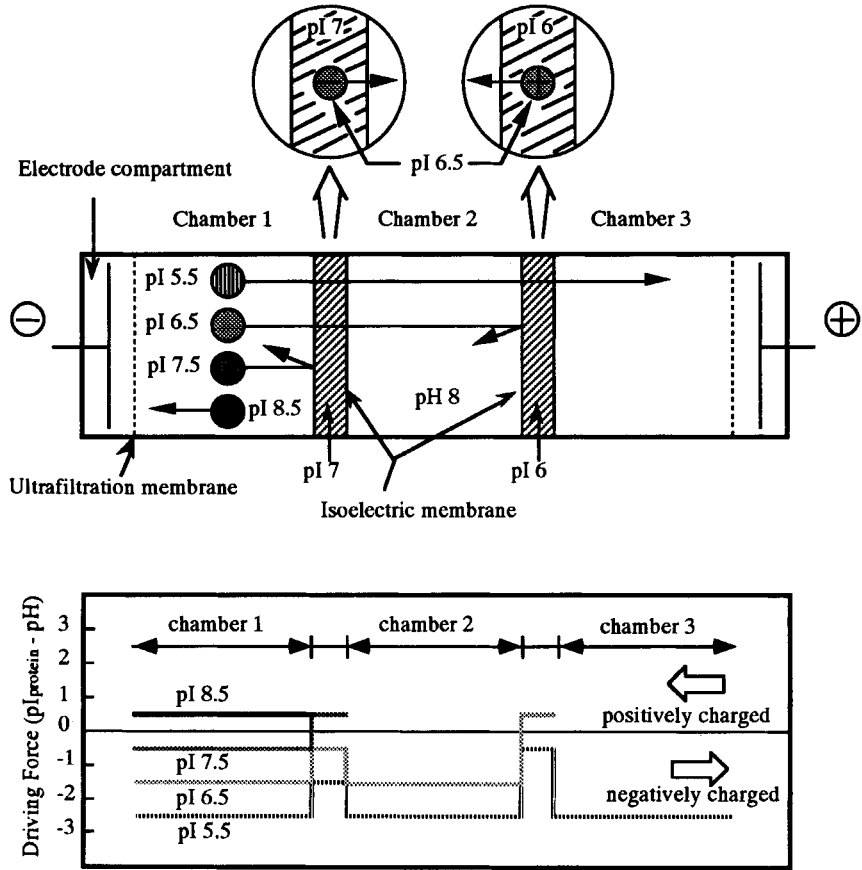 pI 7
pI 6
pI 6.5
Electrode compartment
Chamber 1
Chamber 2
Chamber 3
pI 5.5
pI 6.5
pI 7.5
pI 8.5
pH 8
−
+
pI 7
pI 6
Ultrafiltration membrane
Isoelectric membrane
Driving Force (pIprotein - pH)
3
2
1
0
-1
-2
-3
chamber 1
chamber 2
chamber 3
pI 8.5
pI 7.5
pI 6.5
pI 5.5
positively charged
negatively charged